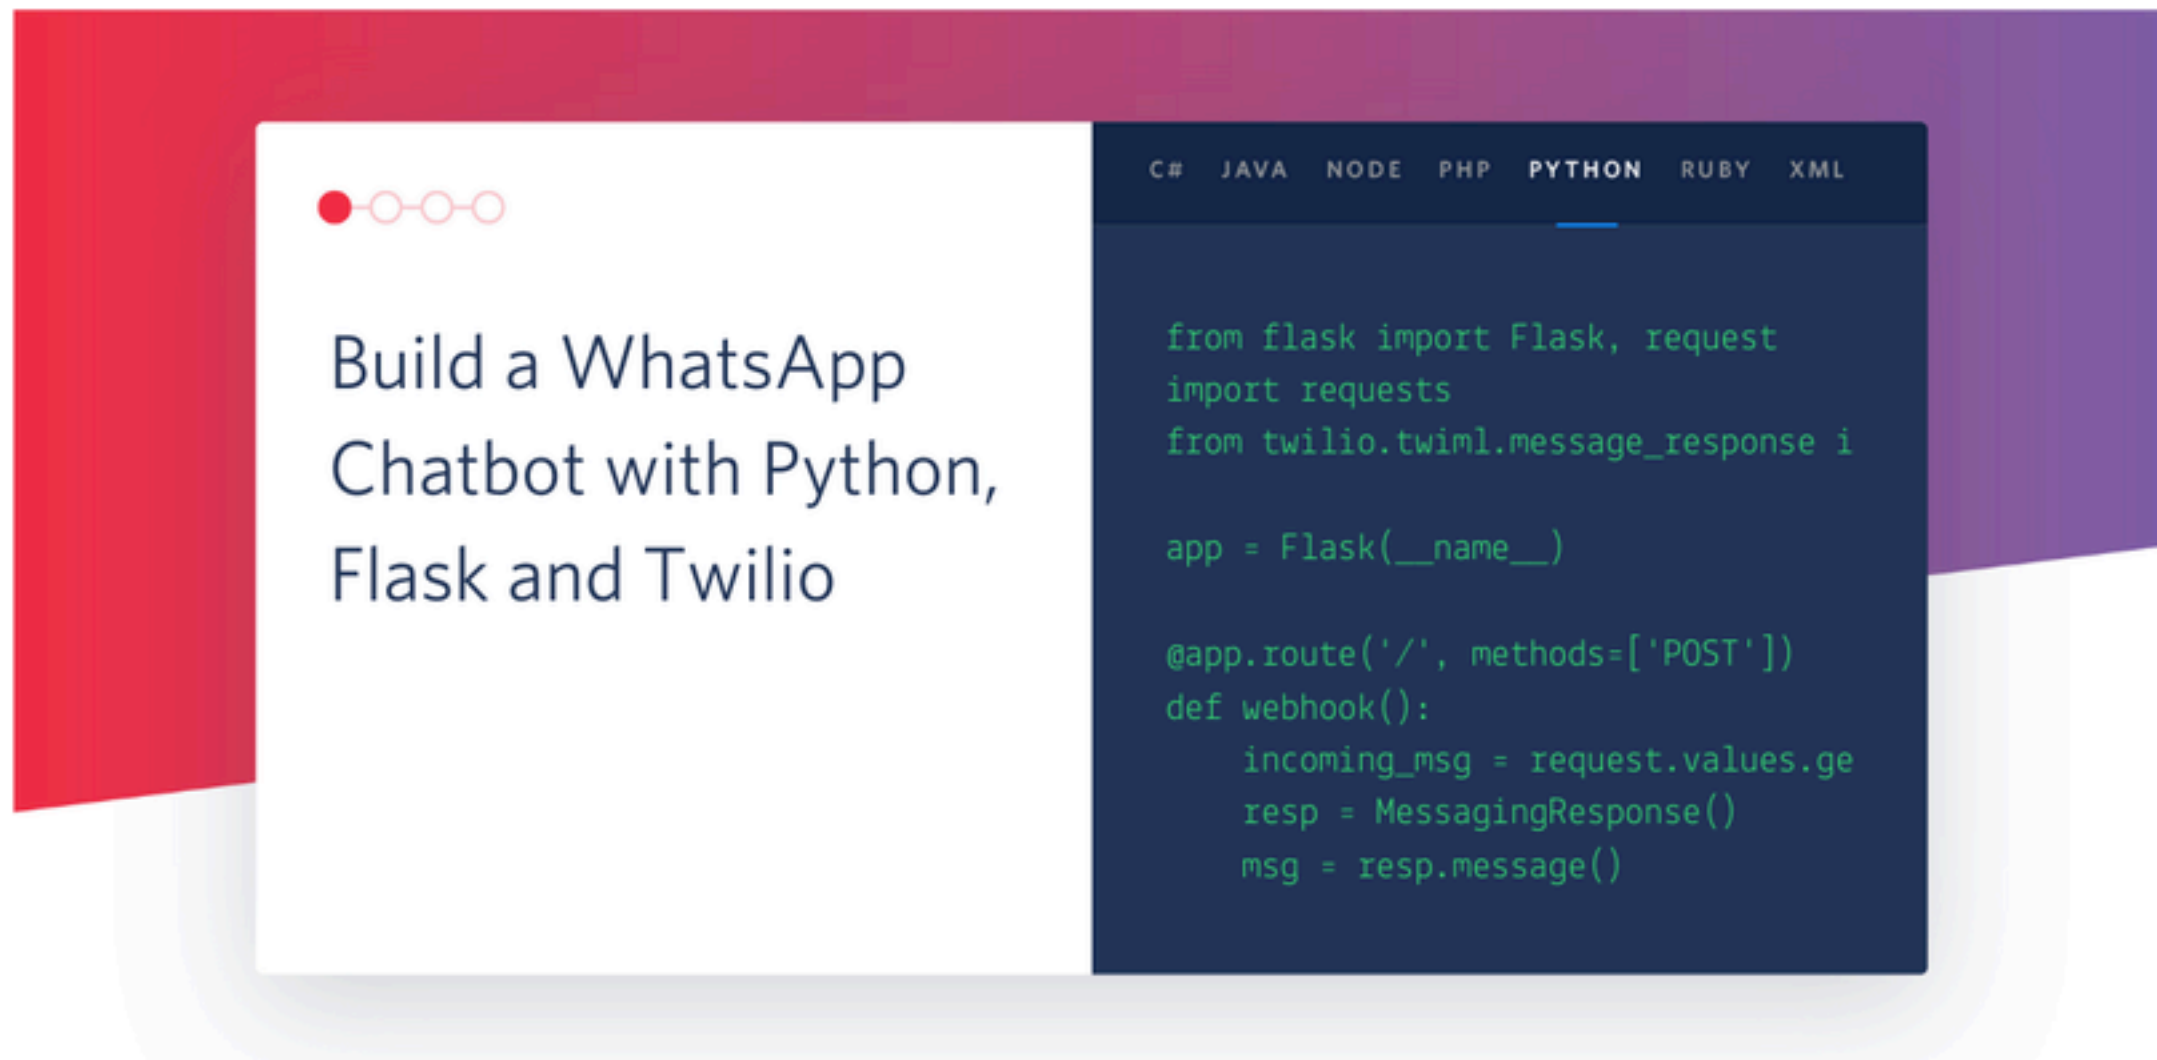 Build a WhatsApp
Chatbot with Python,
Flask and Twilio
C# JAVA NODE PHP PYTHON RUBY XML
from flask import Flask, request
import requests
from twilio.twiml.message_response i
app = Flask(__name__)
@app.route('/', methods=['POST'])
def webhook():
    incoming_msg = request.values.ge
    resp = MessagingResponse()
    msg = resp.message()